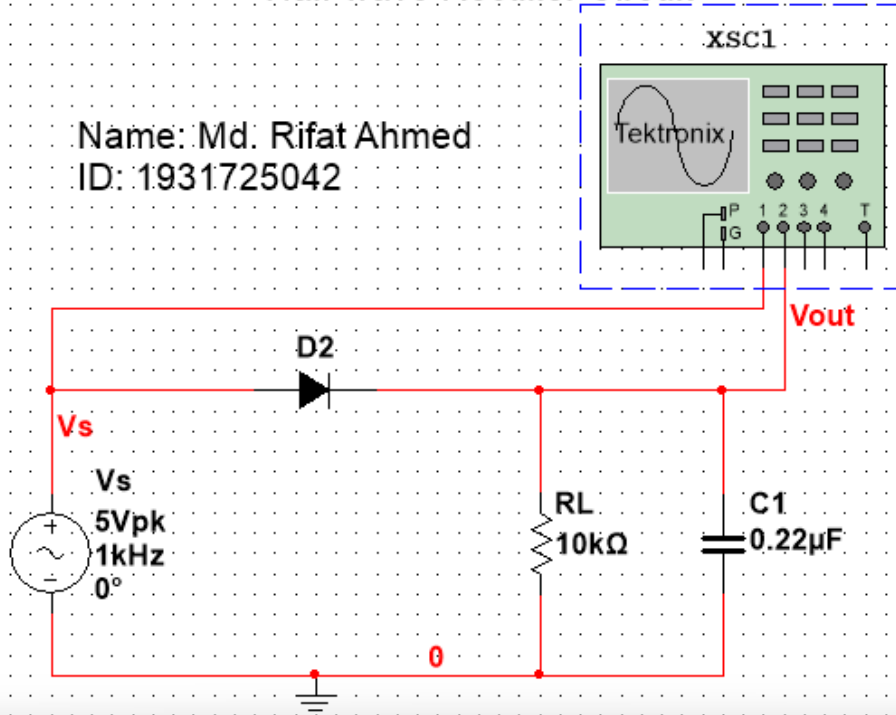 XSC1
Name: Md. Rifat Ahmed
ID: 1931725042
Tektronix
P 1 2 3 4 T
G
Vout
D2
Vs
Vs
5Vpk
1kHz
0°
RL
10kΩ
C1
0.22µF
0